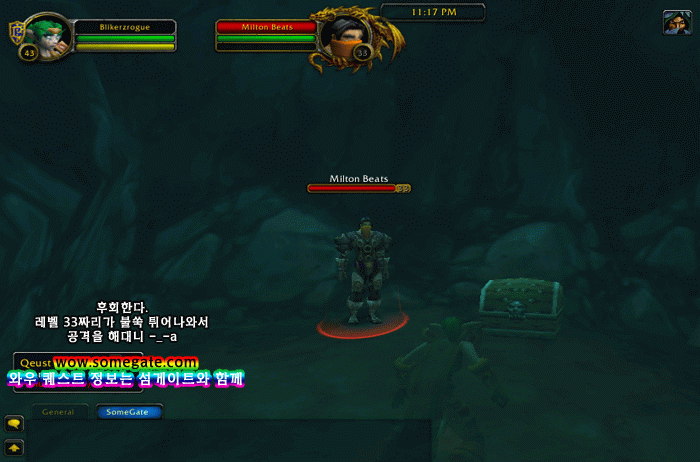 Blikerzrogue
43
Milton Beats
33
11:17 PM
Milton Beats
33
후회한다.
레벨 33짜리가 불쑥 튀어나와서
공격을 해대니 -_-a
Qeust
wow.somegate.com
와우 퀘스트 정보는 섬게이트와 함께
General
SomeGate